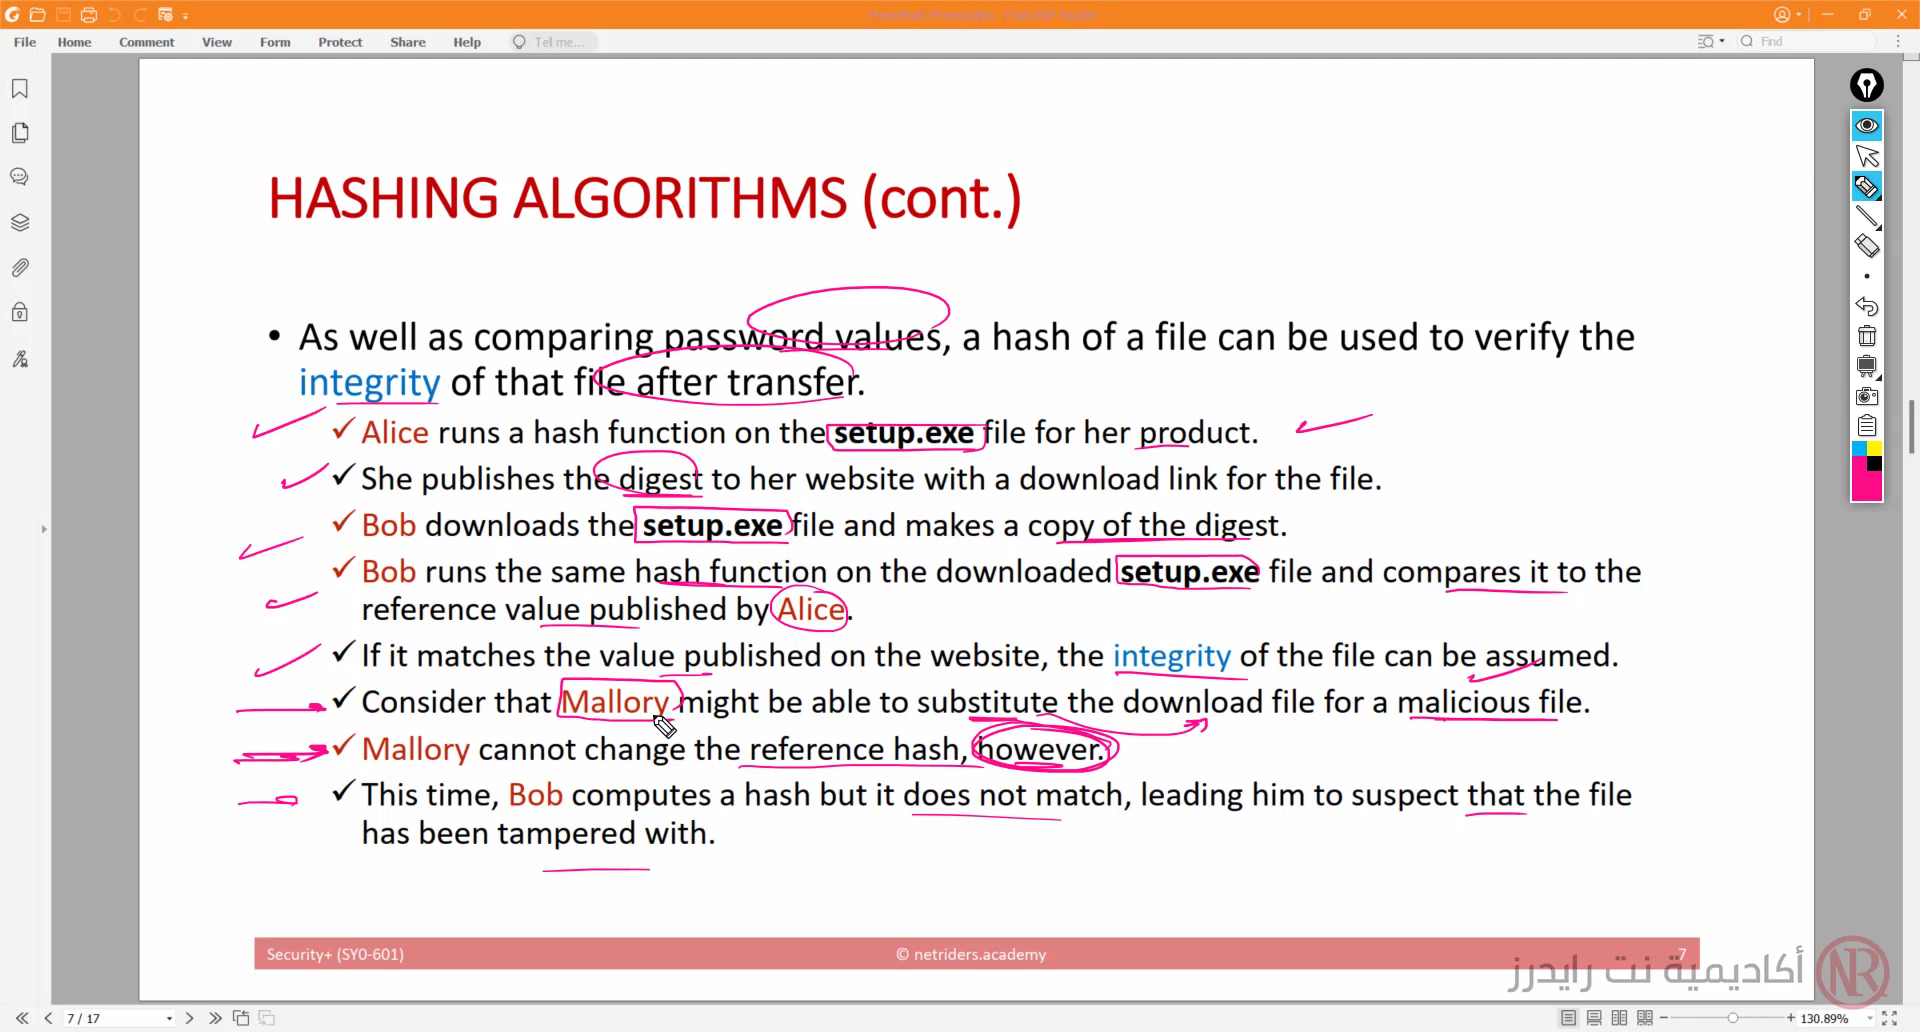 File Home Comment View Form Protect Share Help Tell me... Find
HASHING ALGORITHMS (cont.)
• As well as comparing password values, a hash of a file can be used to verify the
integrity of that file after transfer.
✓ Alice runs a hash function on the setup.exe file for her product.
✓ She publishes the digest to her website with a download link for the file.
✓ Bob downloads the setup.exe file and makes a copy of the digest.
✓ Bob runs the same hash function on the downloaded setup.exe file and compares it to the
reference value published by Alice.
✓ If it matches the value published on the website, the integrity of the file can be assumed.
✓ Consider that Mallory might be able to substitute the download file for a malicious file.
✓ Mallory cannot change the reference hash, however.
✓ This time, Bob computes a hash but it does not match, leading him to suspect that the file
has been tampered with.
Security+ (SY0-601) © netriders.academy 7
أكاديمية نت رايدرز NR
7 / 17 130.89%